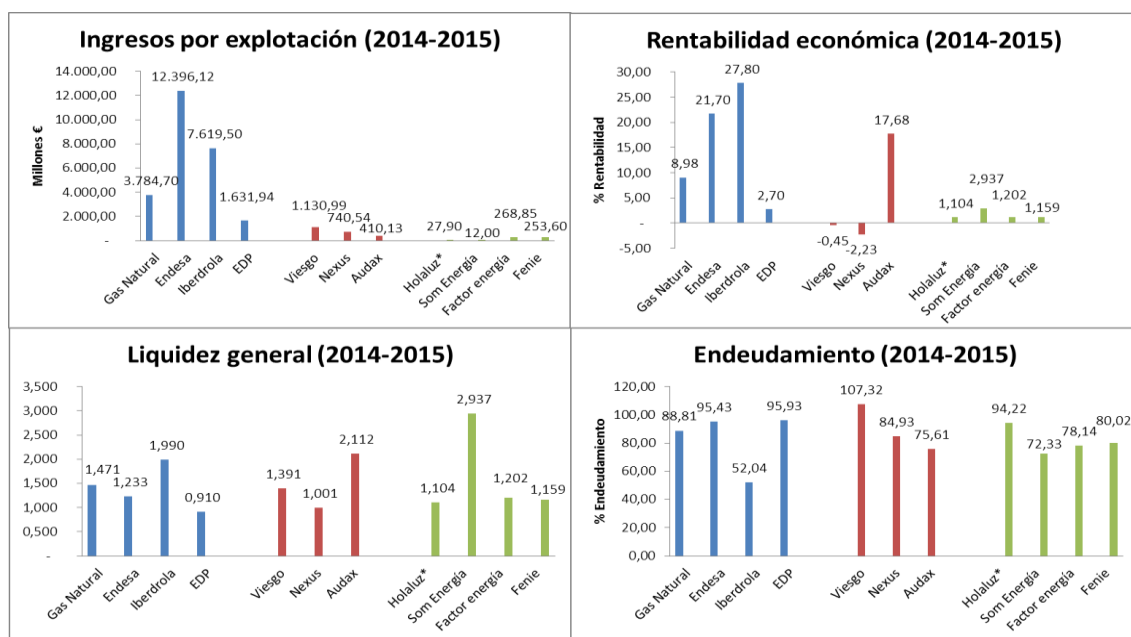 Ingresos por explotación (2014-2015)
Millones €
14.000,00
12.000,00
10.000,00
8.000,00
6.000,00
4.000,00
2.000,00
-
3.784,70
12.396,12
7.619,50
1.631,94
1.130,99
740,54
410,13
27,90
12,00
268,85
253,60
Gas Natural
Endesa
Iberdrola
EDP
Viesgo
Nexus
Audax
Holaluz*
Som Energía
Factor energía
Fenie
Rentabilidad económica (2014-2015)
% Rentabilidad
30,00
25,00
20,00
15,00
10,00
5,00
-
-5,00
8,98
21,70
27,80
2,70
-0,45
-2,23
17,68
1,104
2,937
1,202
1,159
Gas Natural
Endesa
Iberdrola
EDP
Viesgo
Nexus
Audax
Holaluz*
Som Energía
Factor energía
Fenie
Liquidez general (2014-2015)
3,500
3,000
2,500
2,000
1,500
1,000
0,500
-
1,471
1,233
1,990
0,910
1,391
1,001
2,112
1,104
2,937
1,202
1,159
Gas Natural
Endesa
Iberdrola
EDP
Viesgo
Nexus
Audax
Holaluz*
Som Energía
Factor energía
Fenie
Endeudamiento (2014-2015)
% Endeudamiento
120,00
100,00
80,00
60,00
40,00
20,00
0,00
88,81
95,43
52,04
95,93
107,32
84,93
75,61
94,22
72,33
78,14
80,02
Gas Natural
Endesa
Iberdrola
EDP
Viesgo
Nexus
Audax
Holaluz*
Som Energía
Factor energía
Fenie